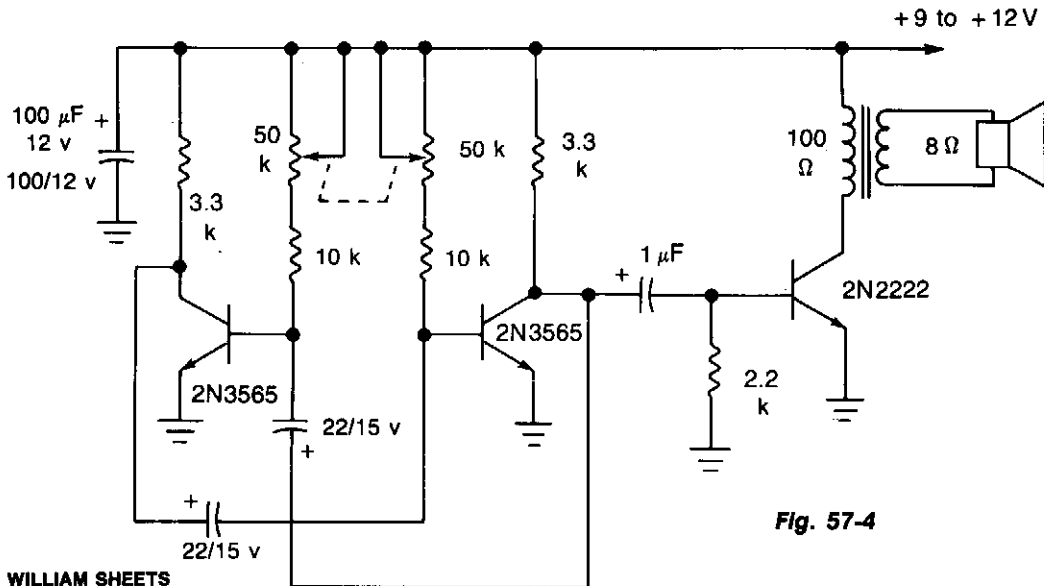 +9 to +12 V
100 µF +
12 v
100/12 v
3.3
k
50
k
10 k
50 k
10 k
3.3
k
100
Ω
8 Ω
+ 1 µF
2N2222
2N3565
2N3565
2.2
k
22/15 v
+
+
22/15 v
Fig. 57-4
WILLIAM SHEETS